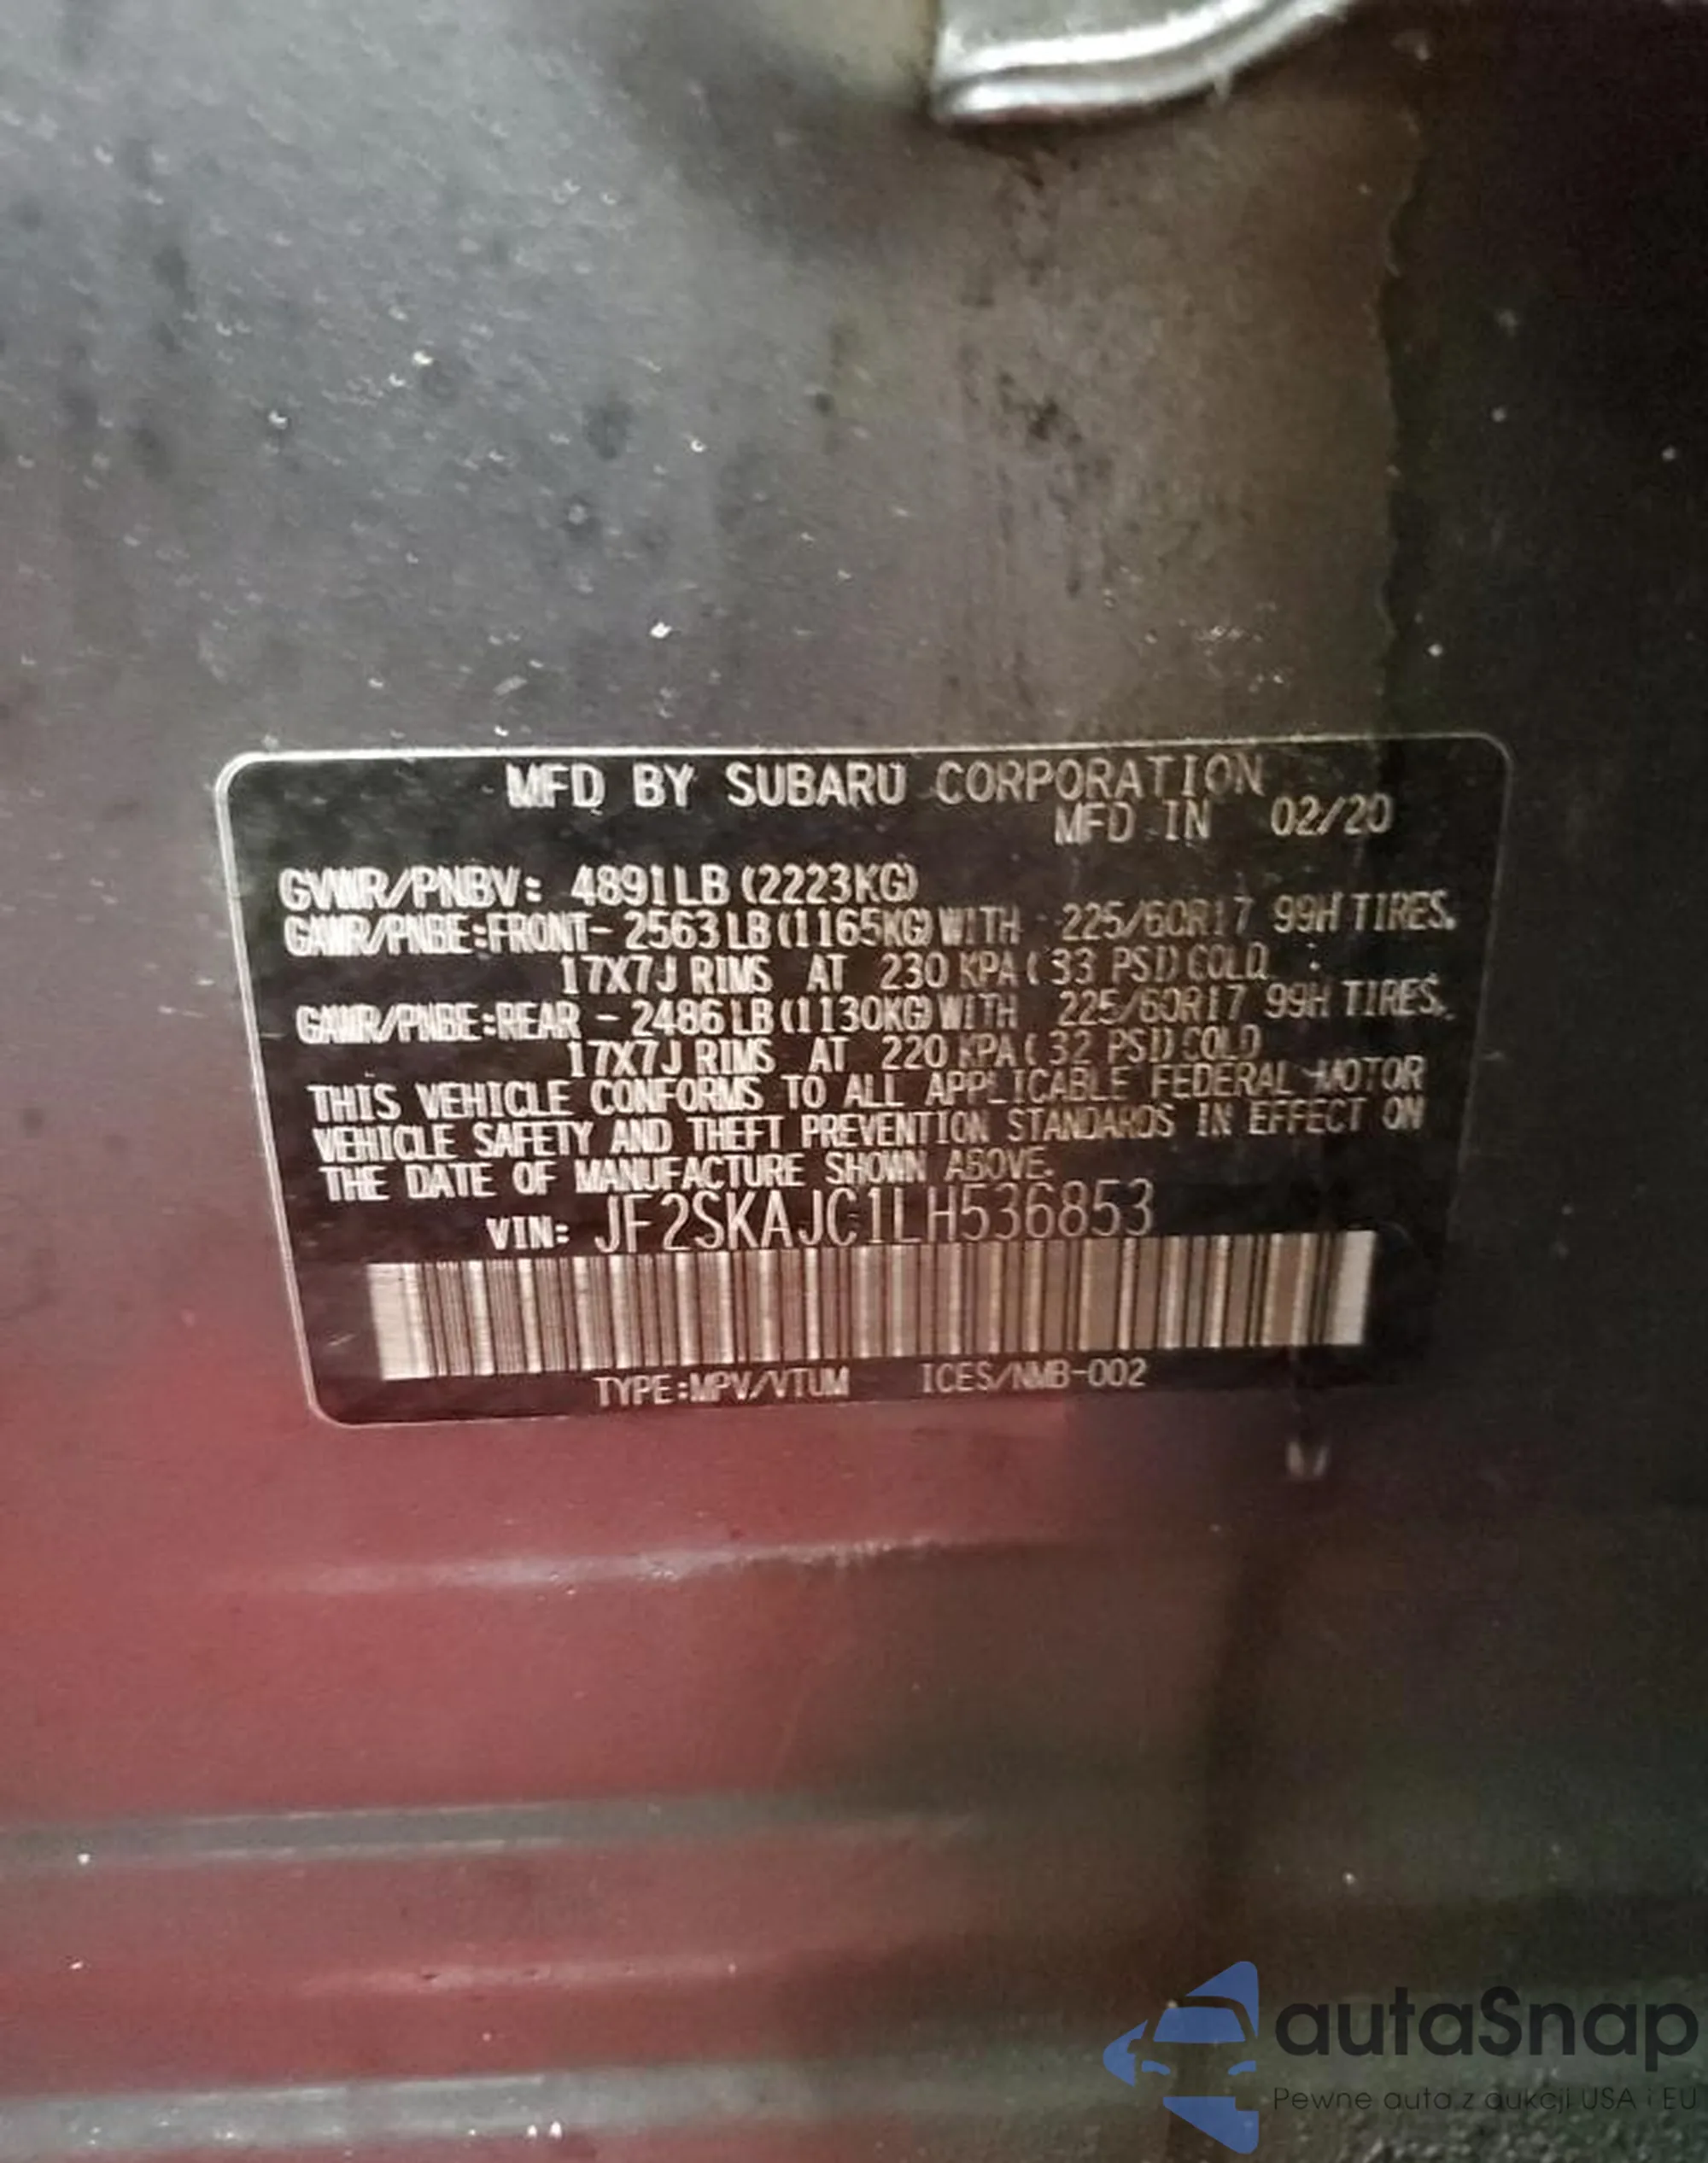 MFD BY SUBARU CORPORATION
MFD IN 02/20
GVWR/PNBV: 4891LB (2223KG)
GAWR/PNBE:FRONT- 2563LB(1165KG)WITH 225/60R17 99H TIRES.
17X7J RIMS AT 230 KPA( 33 PSI) COLD
GAWR/PNBE:REAR - 2486LB(1130KG)WITH 225/60R17 99H TIRES.
17X7J RIMS AT 220 KPA( 32 PSI) COLD
THIS VEHICLE CONFORMS TO ALL APPLICABLE FEDERAL MOTOR
VEHICLE SAFETY AND THEFT PREVENTION STANDARDS IN EFFECT ON
THE DATE OF MANUFACTURE SHOWN ABOVE.
VIN: JF2SKAJC1LH536853
TYPE:MPV/VTUM ICES/NMB-002
autaSnap
Pewne auta z aukcji USA i EU